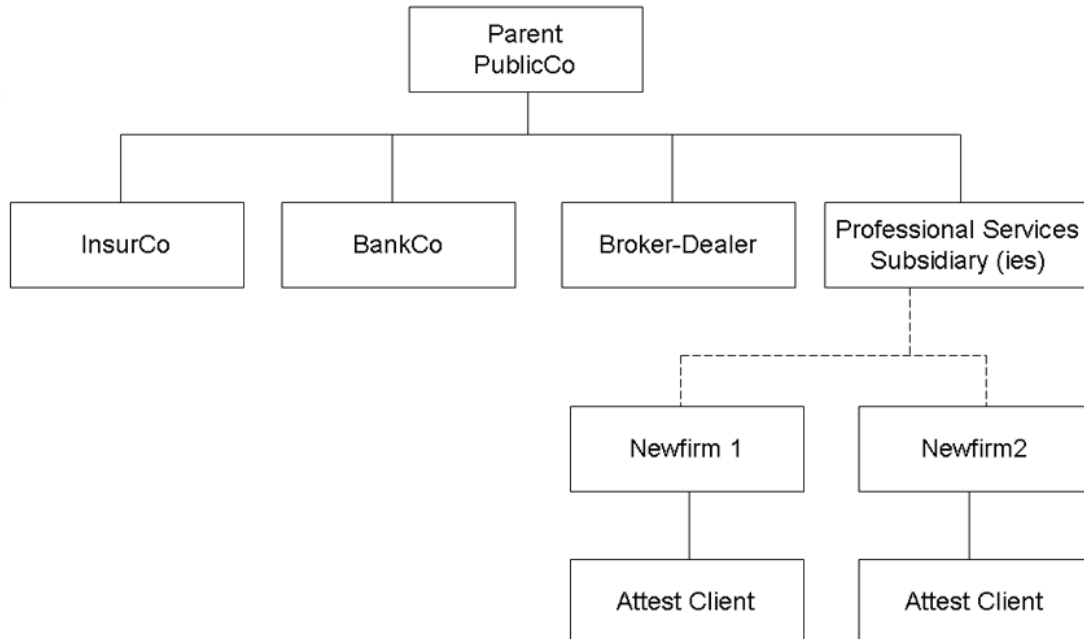 Parent
PublicCo
InsurCo
BankCo
Broker-Dealer
Professional Services
Subsidiary (ies)
Newfirm 1
Newfirm2
Attest Client
Attest Client